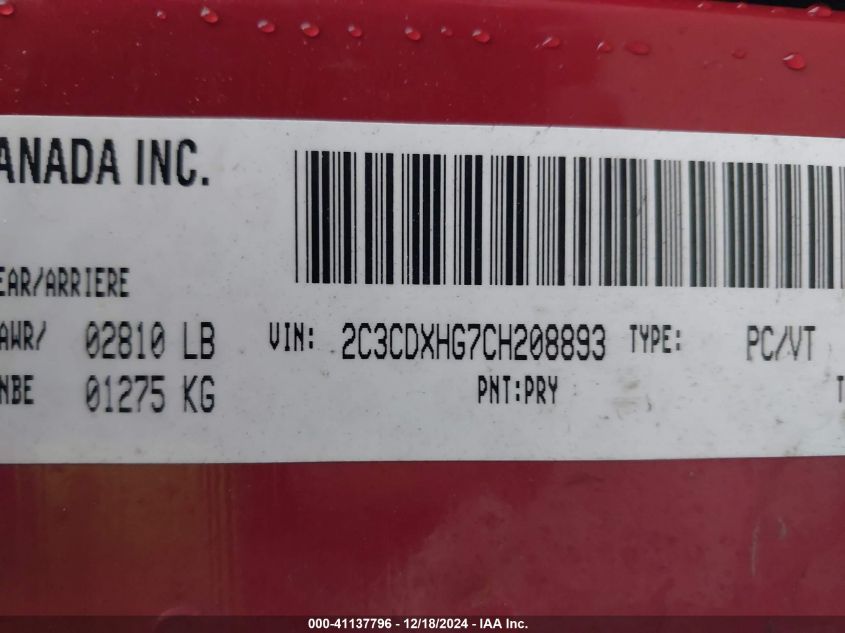 ANADA INC.
EAR/ARRIERE
AWR/ 02810 LB VIN: 2C3CDXHG7CH208893 TYPE: PC/VT
NBE 01275 KG PNT:PRY T
000-41137796 - 12/18/2024 - IAA Inc.